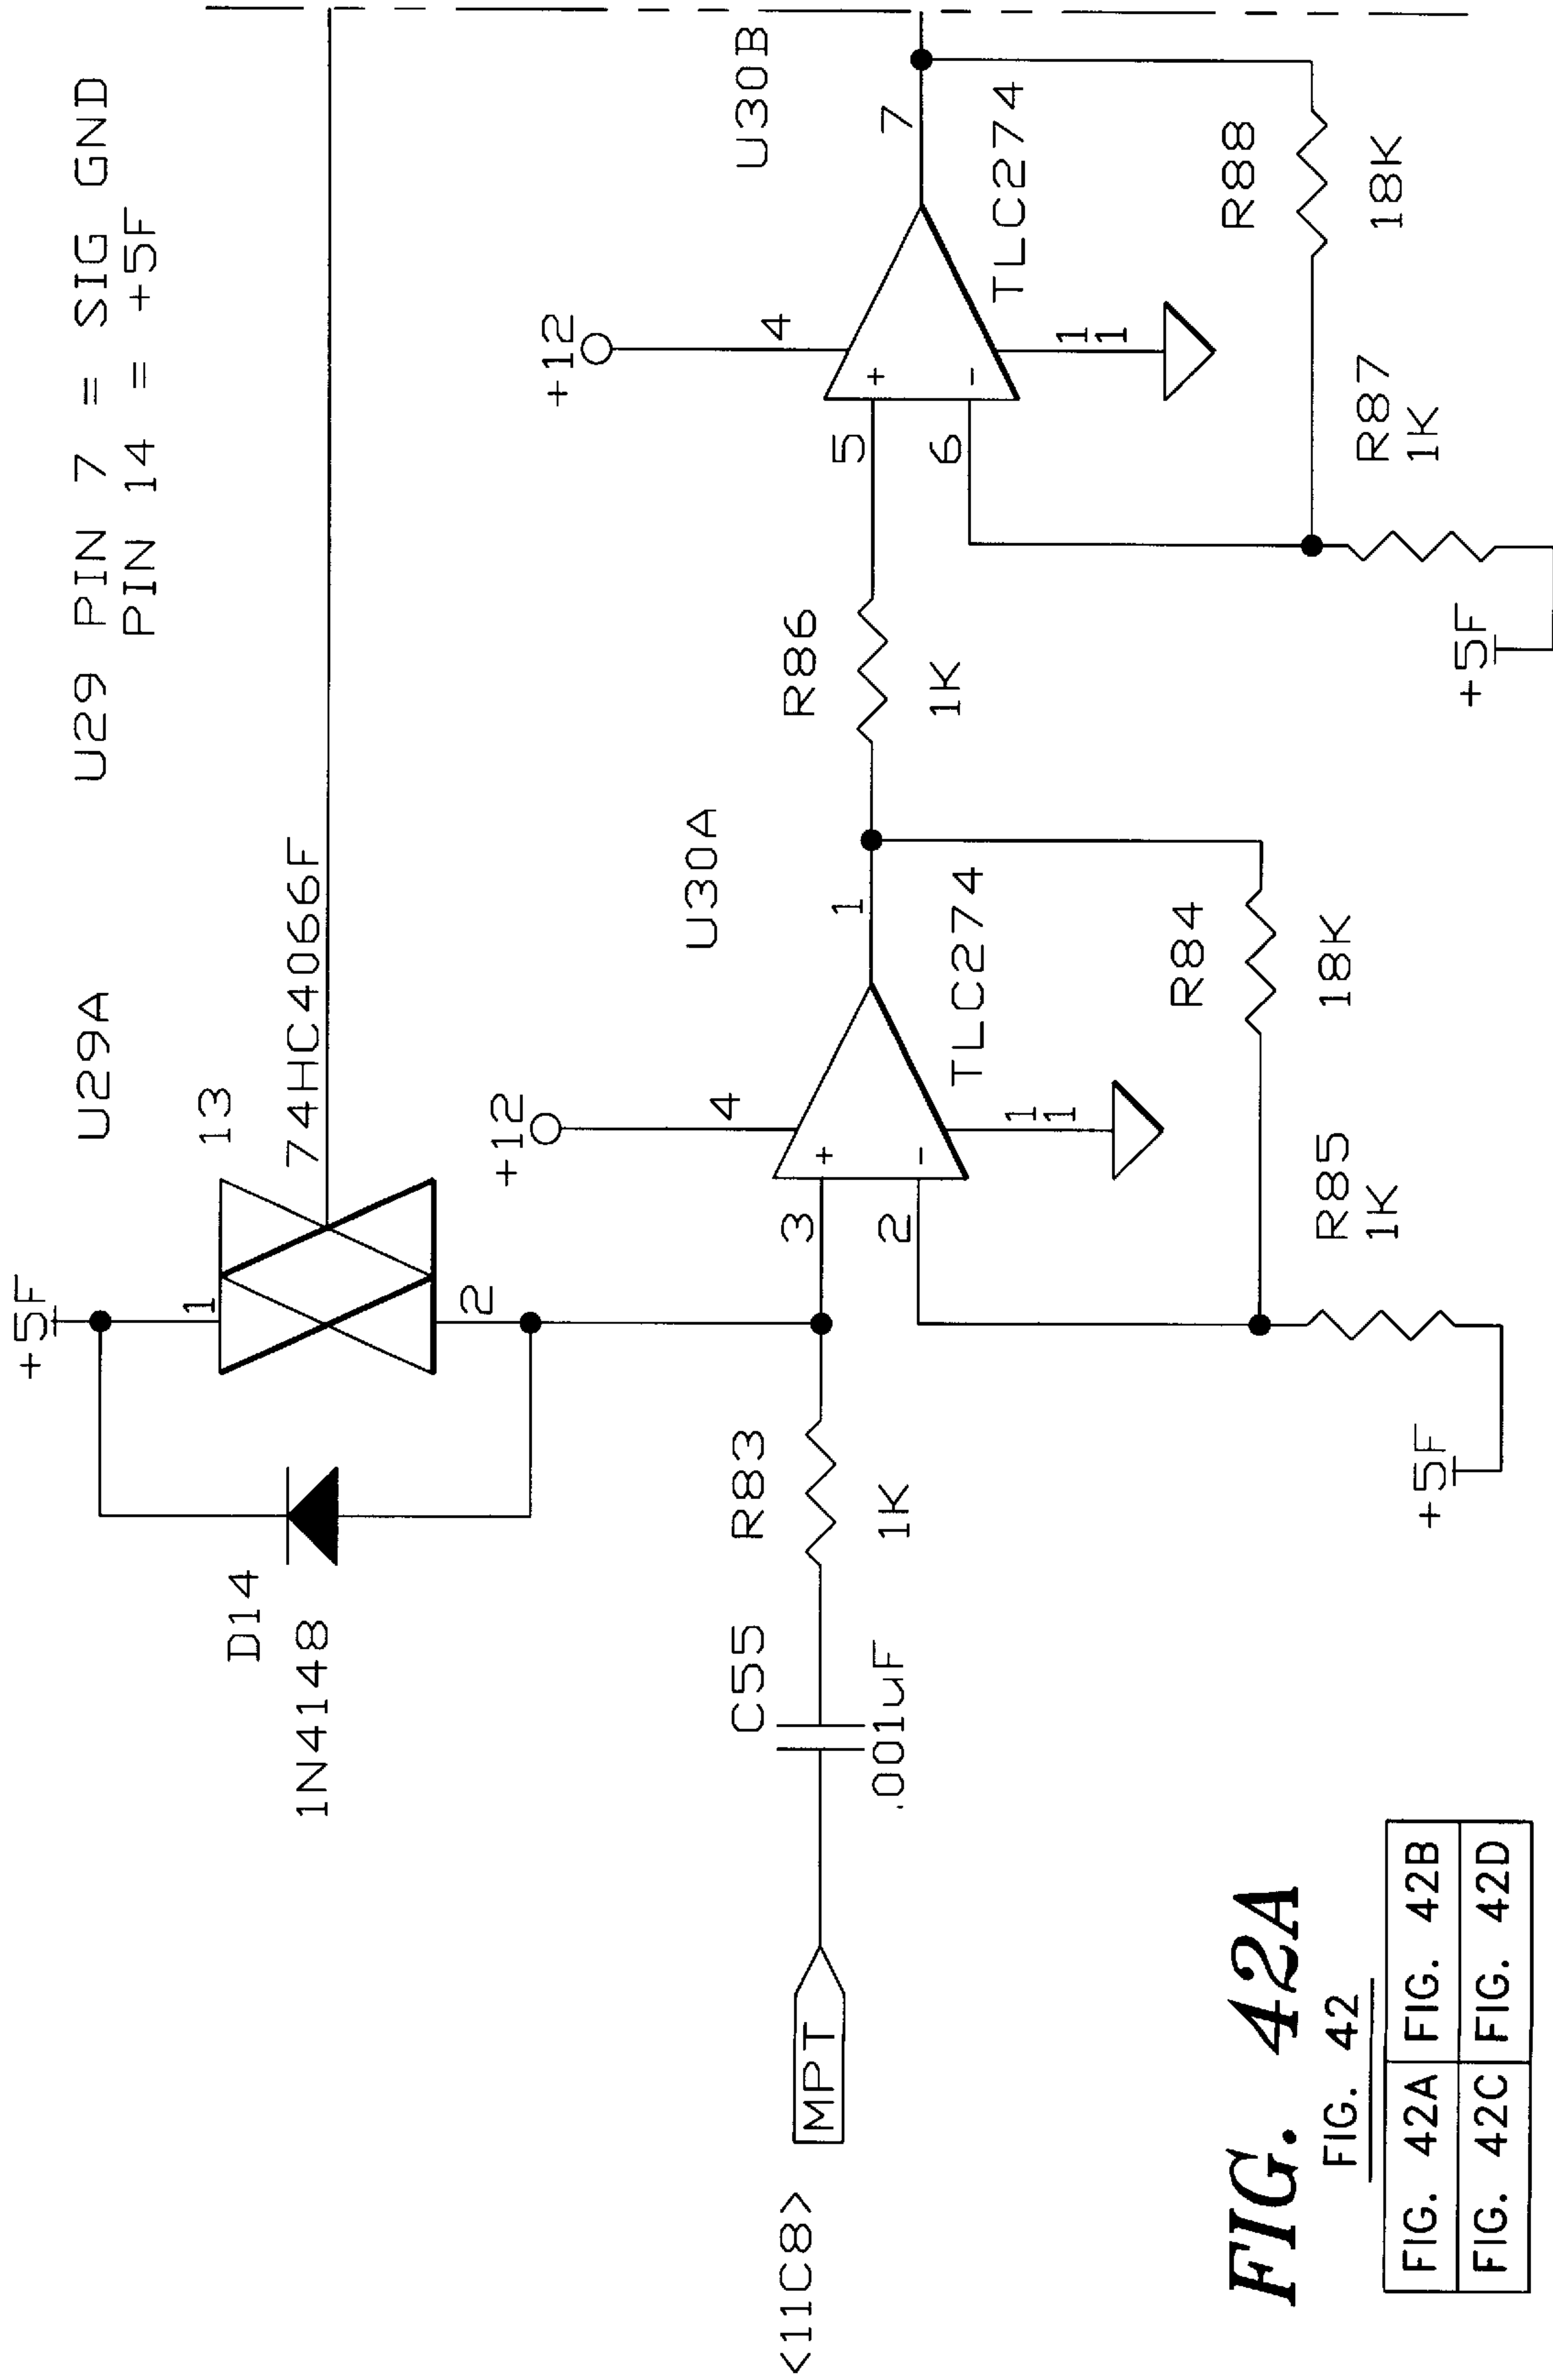 U29 PIN 7 = SIG GND
PIN 14 = +5F
+5F
U29A
13
74HC4066F
1
2
D14
1N4148
+12
4
U30A
3
+
2
-
1
TLC274
11
+12
4
U30B
5
+
6
-
7
TLC274
11
<11C8>
MPT
C55
.001uF
R83
1K
R86
1K
R84
18K
R85
1K
+5F
R88
18K
R87
1K
+5F
FIG. 42A
FIG. 42
FIG. 42A FIG. 42B
FIG. 42C FIG. 42D